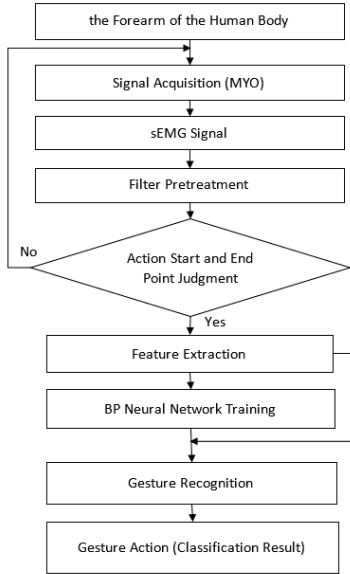 the Forearm of the Human Body
Signal Acquisition (MYO)
sEMG Signal
Filter Pretreatment
No
Action Start and End
Point Judgment
Yes
Feature Extraction
BP Neural Network Training
Gesture Recognition
Gesture Action (Classification Result)